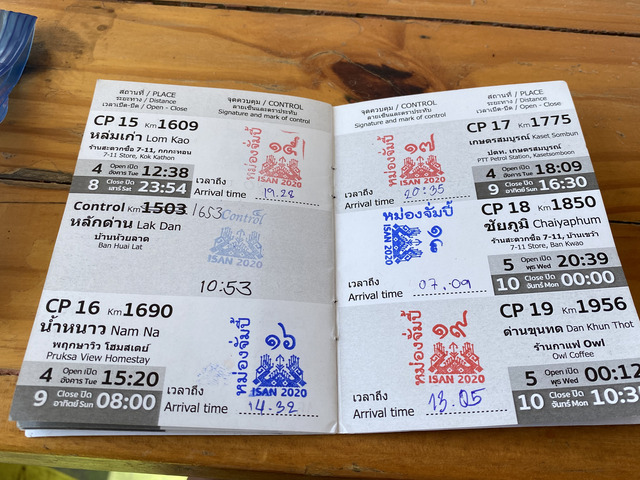 สถานที่ / PLACE
ระยะทาง / Distance
เวลาเปิด-ปิด / Open - Close
จุดควบคุม / CONTROL
ลายเซ็นและตราประทับ
Signature and mark of control
CP 15 Km 1609
หล่มเก่า Lom Kao
ร้านสะดวกซื้อ 7-11, กกกะทอน
7-11 Store, Kok Kathon
4 Open เปิด อังคาร Tue 12:38
8 Close ปิด เสาร์ Sat 23:54
หม่องจั้มปี้ ๑๕
ISAN 2020
เวลาถึง
Arrival time 19.28
Control Km 1503 1653 Control
หลักด่าน Lak Dan
บ้านห้วยลาด
Ban Huai Lat
ISAN 2020
10:53
CP 16 Km 1690
น้ำหนาว Nam Na
พฤกษาวิว โฮมสเตย์
Pruksa View Homestay
4 Open เปิด อังคาร Tue 15:20
9 Close ปิด อาทิตย์ Sun 08:00
หม่องจั้มปี้ ๑๖
ISAN 2020
เวลาถึง
Arrival time 14.32
จุดควบคุม / CONTROL
ลายเซ็นและตราประทับ
Signature and mark of control
สถานที่ / PLACE
ระยะทาง / Distance
เวลาเปิด-ปิด / Open - Close
CP 17 Km 1775
เกษตรสมบูรณ์ Kaset Sombun
ปตท. เกษตรสมบูรณ์
PTT Petrol Station, Kasetsomboon
4 Open เปิด อังคาร Tue 18:09
9 Close ปิด อาทิตย์ Sun 16:30
หม่องจั้มปี้ ๑๗
ISAN 2020
เวลาถึง
Arrival time 20:35
CP 18 Km 1850
ชัยภูมิ Chaiyaphum
ร้านสะดวกซื้อ 7-11, บ้านเขว้า
7-11 Store, Ban Kwao
5 Open เปิด พุธ Wed 20:39
10 Close ปิด จันทร์ Mon 00:00
หม่องจั้มปี้
ISAN 2020
เวลาถึง
Arrival time 07.09
CP 19 Km 1956
ด่านขุนทด Dan Khun Thot
ร้านกาแฟ Owl
Owl Coffee
5 Open เปิด พุธ Wed 00:12
10 Close ปิด จันทร์ Mon 10:3
หม่องจั้มปี้ ๑๙
ISAN 2020
เวลาถึง
Arrival time 13.05